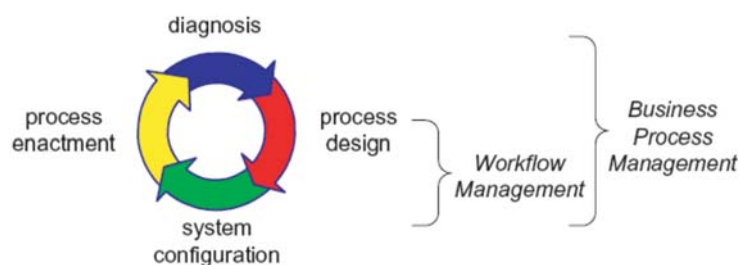 diagnosis
process
enactment
process
design
system
configuration
Workflow
Management
Business
Process
Management